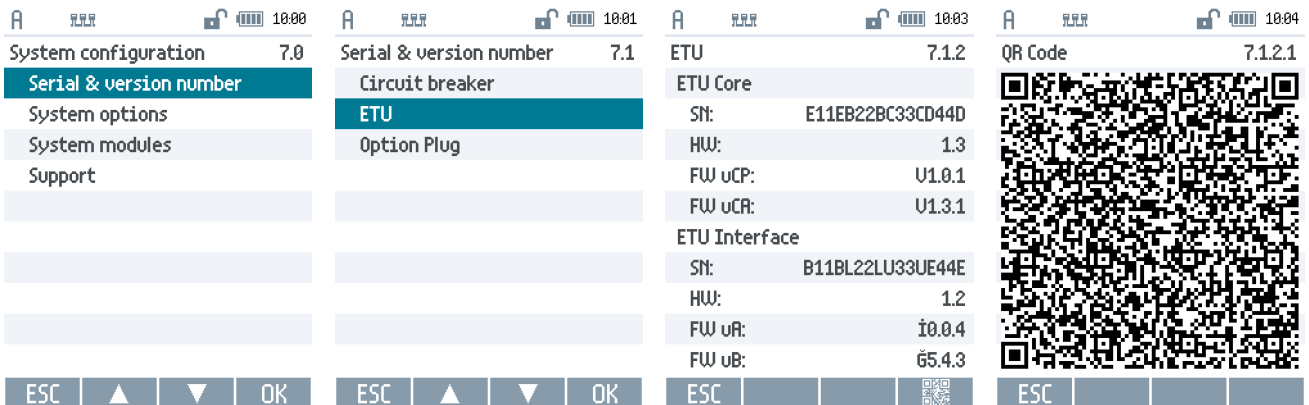 A 10:00
System configuration 7.0
Serial & version number
System options
System modules
Support
ESC OK
A 10:01
Serial & version number 7.1
Circuit breaker
ETU
Option Plug
ESC OK
A 10:03
ETU 7.1.2
ETU Core
SN: E11EB22BC33CD44D
HW: 1.3
FW uCP: V1.0.1
FW uCA: V1.3.1
ETU Interface
SN: B11BL22LU33UE44E
HW: 1.2
FW uA: İ0.0.4
FW uB: Ğ5.4.3
ESC
A 10:04
QR Code 7.1.2.1
ESC